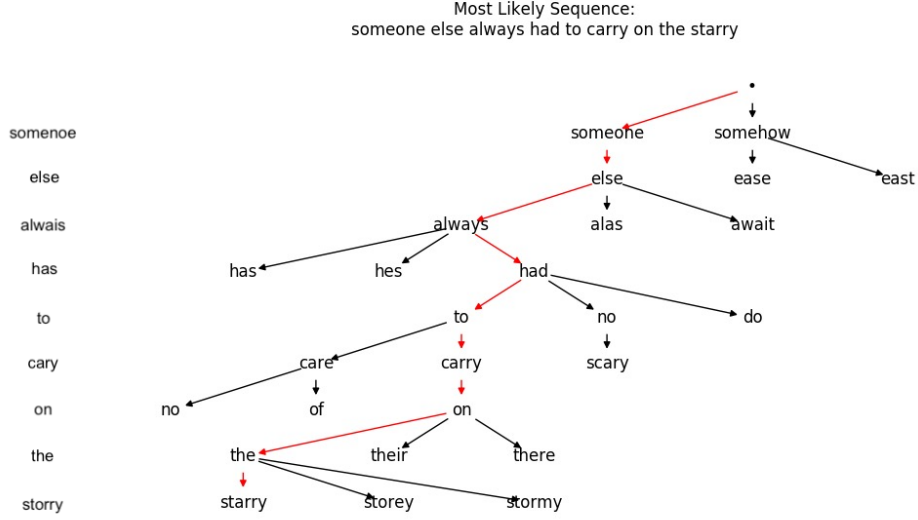 Most Likely Sequence:
someone else always had to carry on the starry
somenoe someone somehow
else else ease east
alwais always alas await
has has hes had
to to no do
cary care carry scary
on no of on
the the their there
storry starry storey stormy